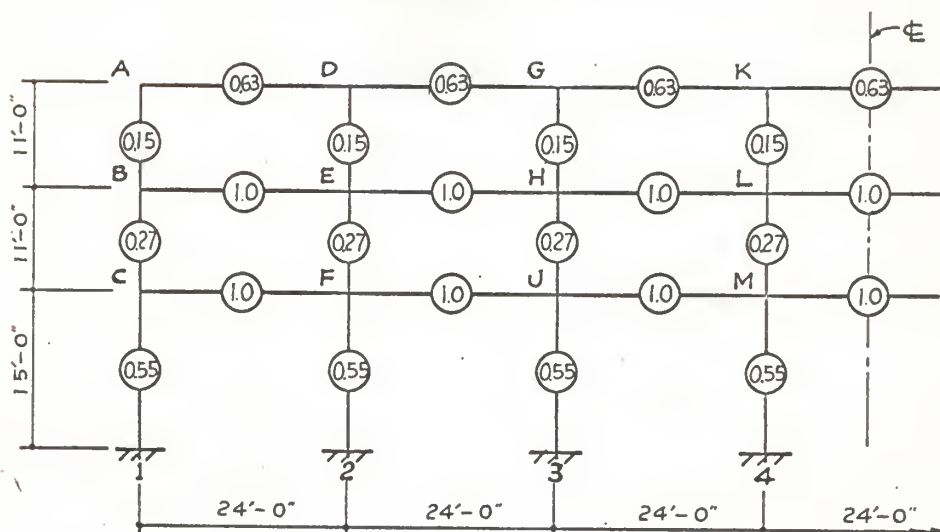 ℄
A D G K
0.63 0.63 0.63 0.63
11'-0"
0.15 0.15 0.15 0.15
B E H L
1.0 1.0 1.0 1.0
11'-0"
0.27 0.27 0.27 0.27
C F J M
1.0 1.0 1.0 1.0
15'-0"
0.55 0.55 0.55 0.55
1 2 3 4
24'-0" 24'-0" 24'-0" 24'-0"